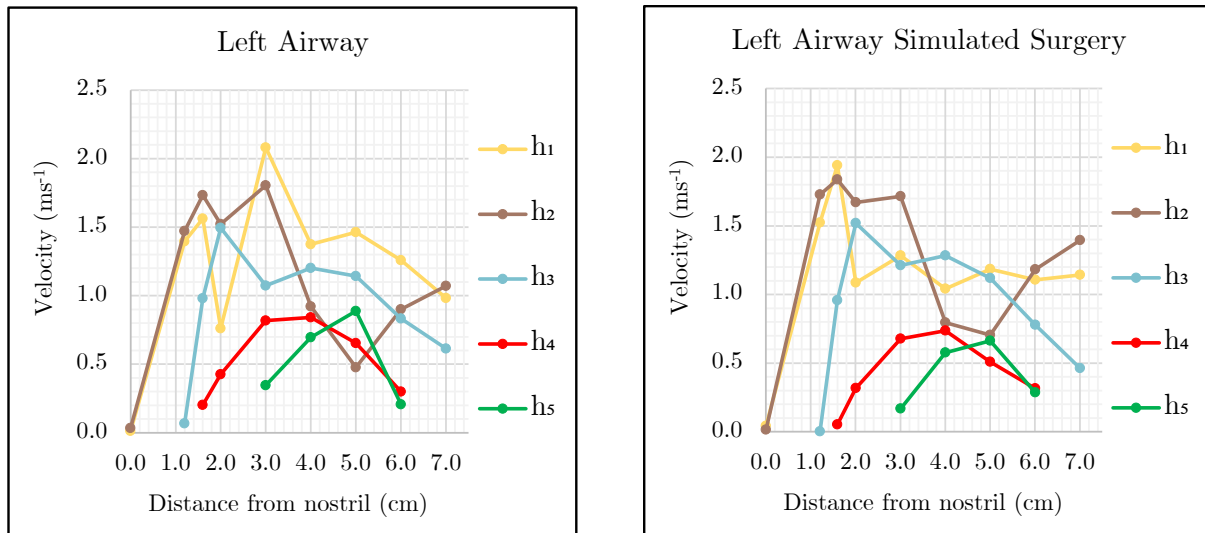 Left Airway
2.5
2.0
1.5
1.0
0.5
0.0
Velocity (ms-1)
0.0 1.0 2.0 3.0 4.0 5.0 6.0 7.0
Distance from nostril (cm)
h1
h2
h3
h4
h5
Left Airway Simulated Surgery
2.5
2.0
1.5
1.0
0.5
0.0
Velocity (ms-1)
0.0 1.0 2.0 3.0 4.0 5.0 6.0 7.0
Distance from nostril (cm)
h1
h2
h3
h4
h5